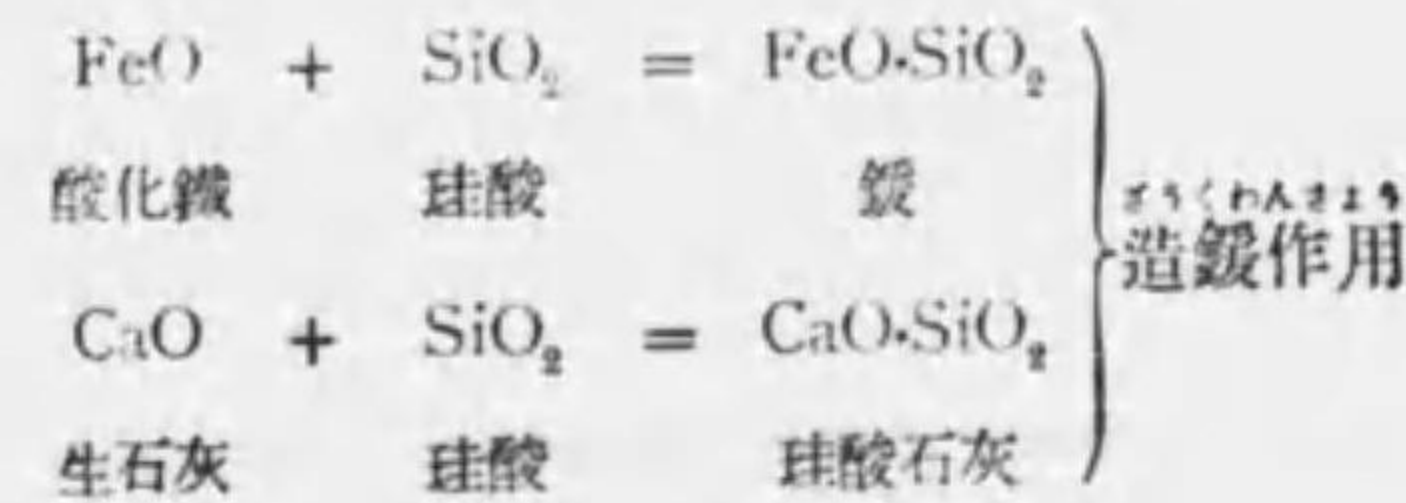 FeO + SiO₂ = FeO·SiO₂
酸化鐵 珪酸 鍰
ざうくわんさよう
造鍰作用
CaO + SiO₂ = CaO·SiO₂
生石灰 珪酸 珪酸石灰